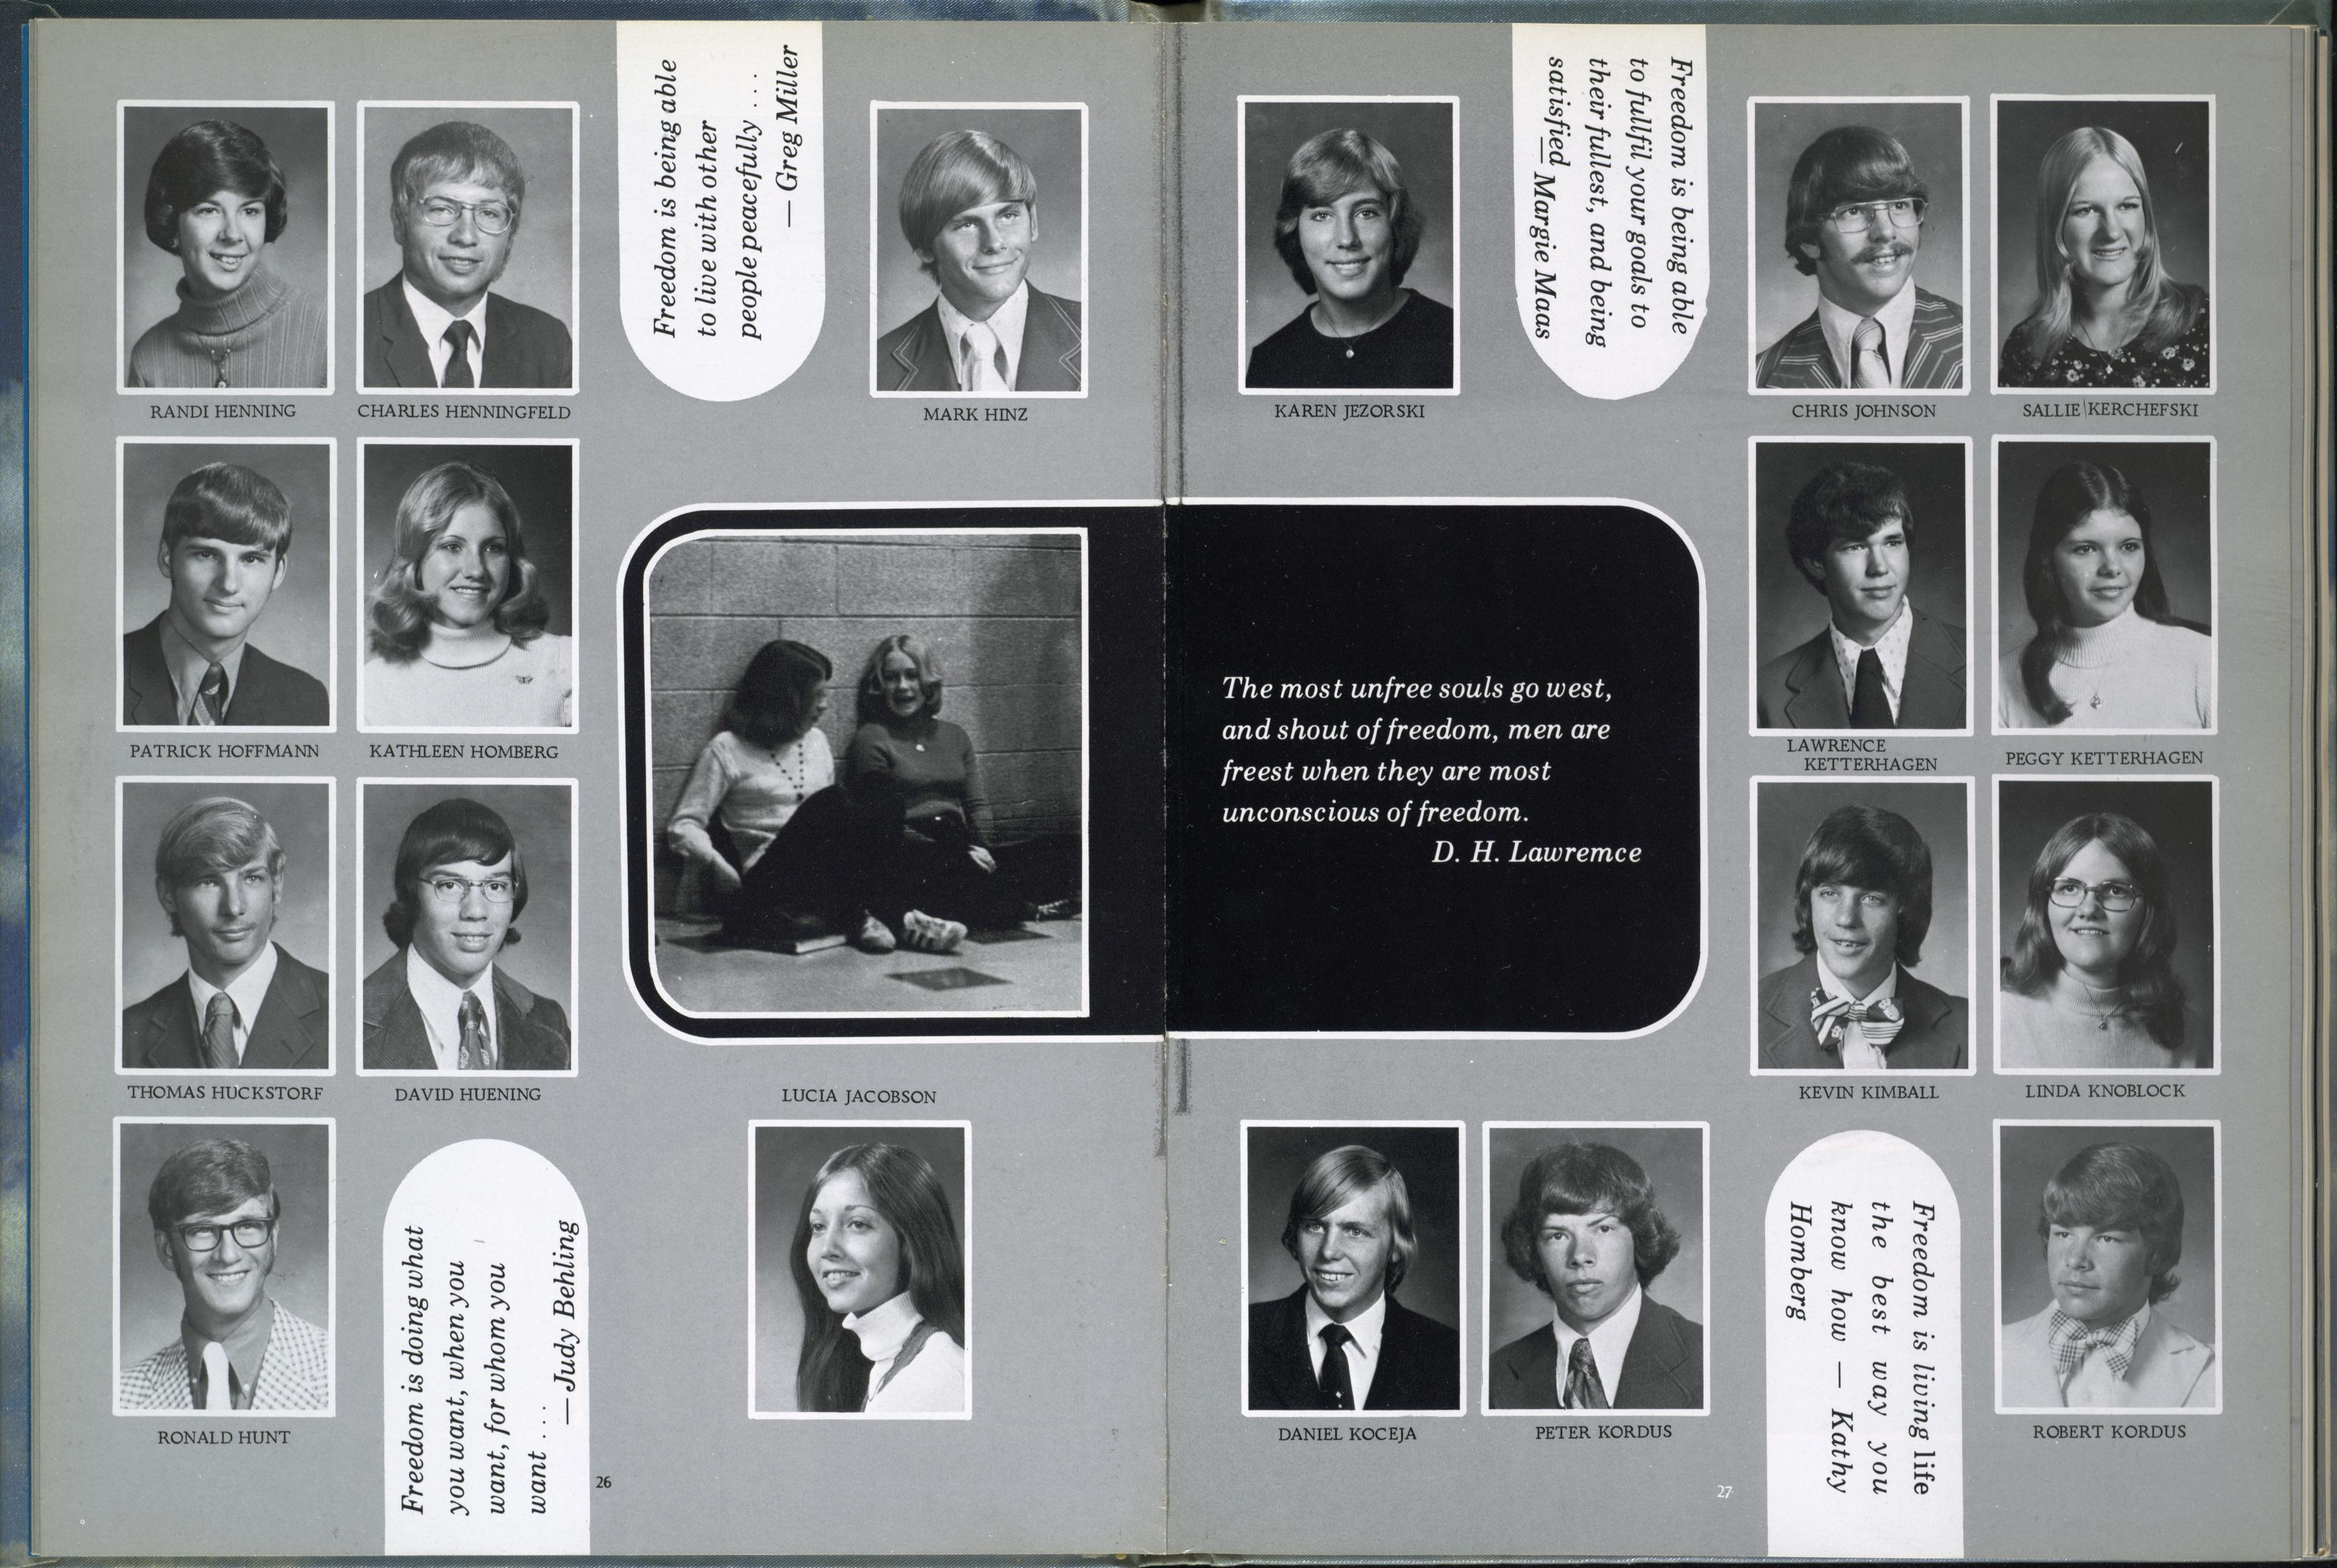 Freedom is being able
to live with other
people peacefully . . .
— Greg Miller
RANDI HENNING
CHARLES HENNINGFELD
MARK HINZ
PATRICK HOFFMANN
KATHLEEN HOMBERG
THOMAS HUCKSTORF
DAVID HUENING
LUCIA JACOBSON
RONALD HUNT
Freedom is doing what
you want, when you
want, for whom you
want . . .
— Judy Behling
26
Freedom is being able
to fullfil your goals to
their fullest, and being
satisfied — Margie Maas
KAREN JEZORSKI
CHRIS JOHNSON
SALLIE KERCHEFSKI
The most unfree souls go west,
and shout of freedom, men are
freest when they are most
unconscious of freedom.
D. H. Lawremce
LAWRENCE
KETTERHAGEN
PEGGY KETTERHAGEN
KEVIN KIMBALL
LINDA KNOBLOCK
DANIEL KOCEJA
PETER KORDUS
Freedom is living life
the best way you
know how — Kathy
Homberg
ROBERT KORDUS
27